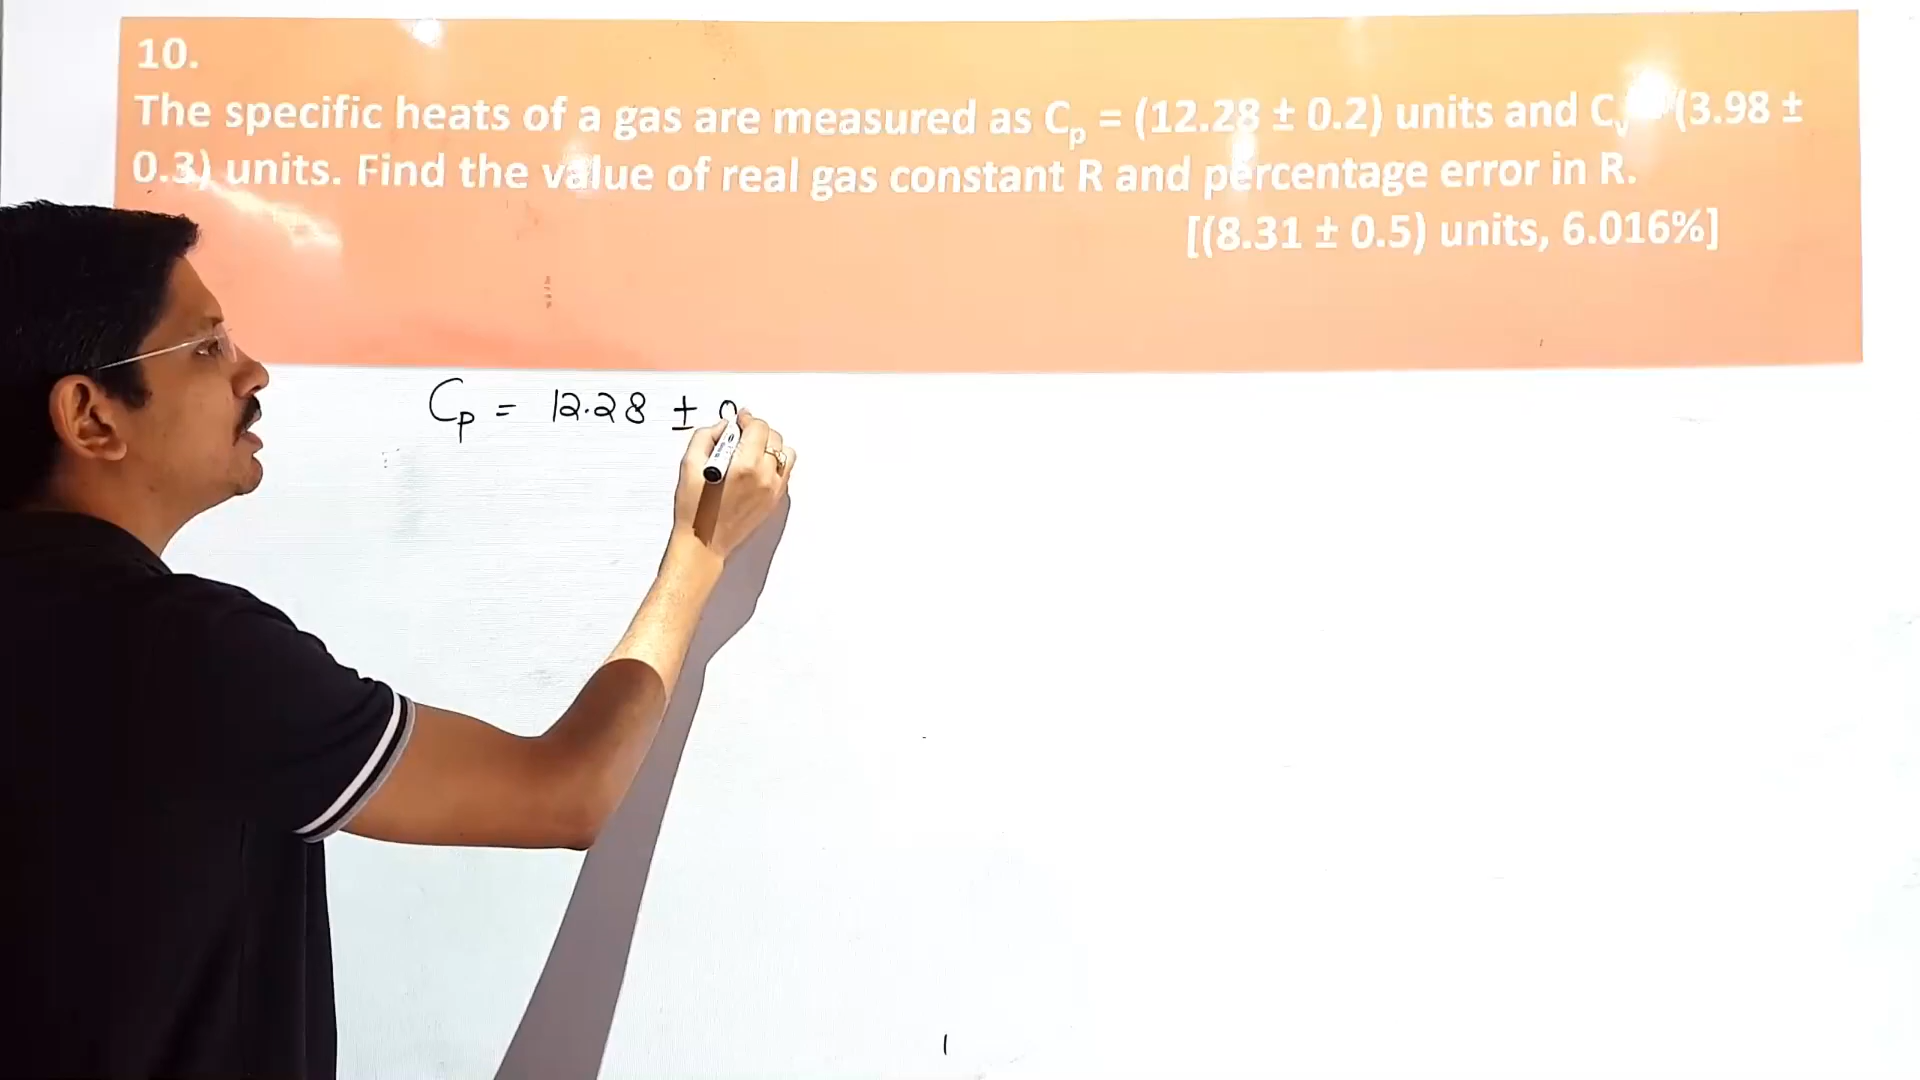 10.
The specific heats of a gas are measured as Cp = (12.28 ± 0.2) units and Cv (3.98 ±
0.3) units. Find the value of real gas constant R and percentage error in R.
[(8.31 ± 0.5) units, 6.016%]
Cp = 12.28 ± 0
1